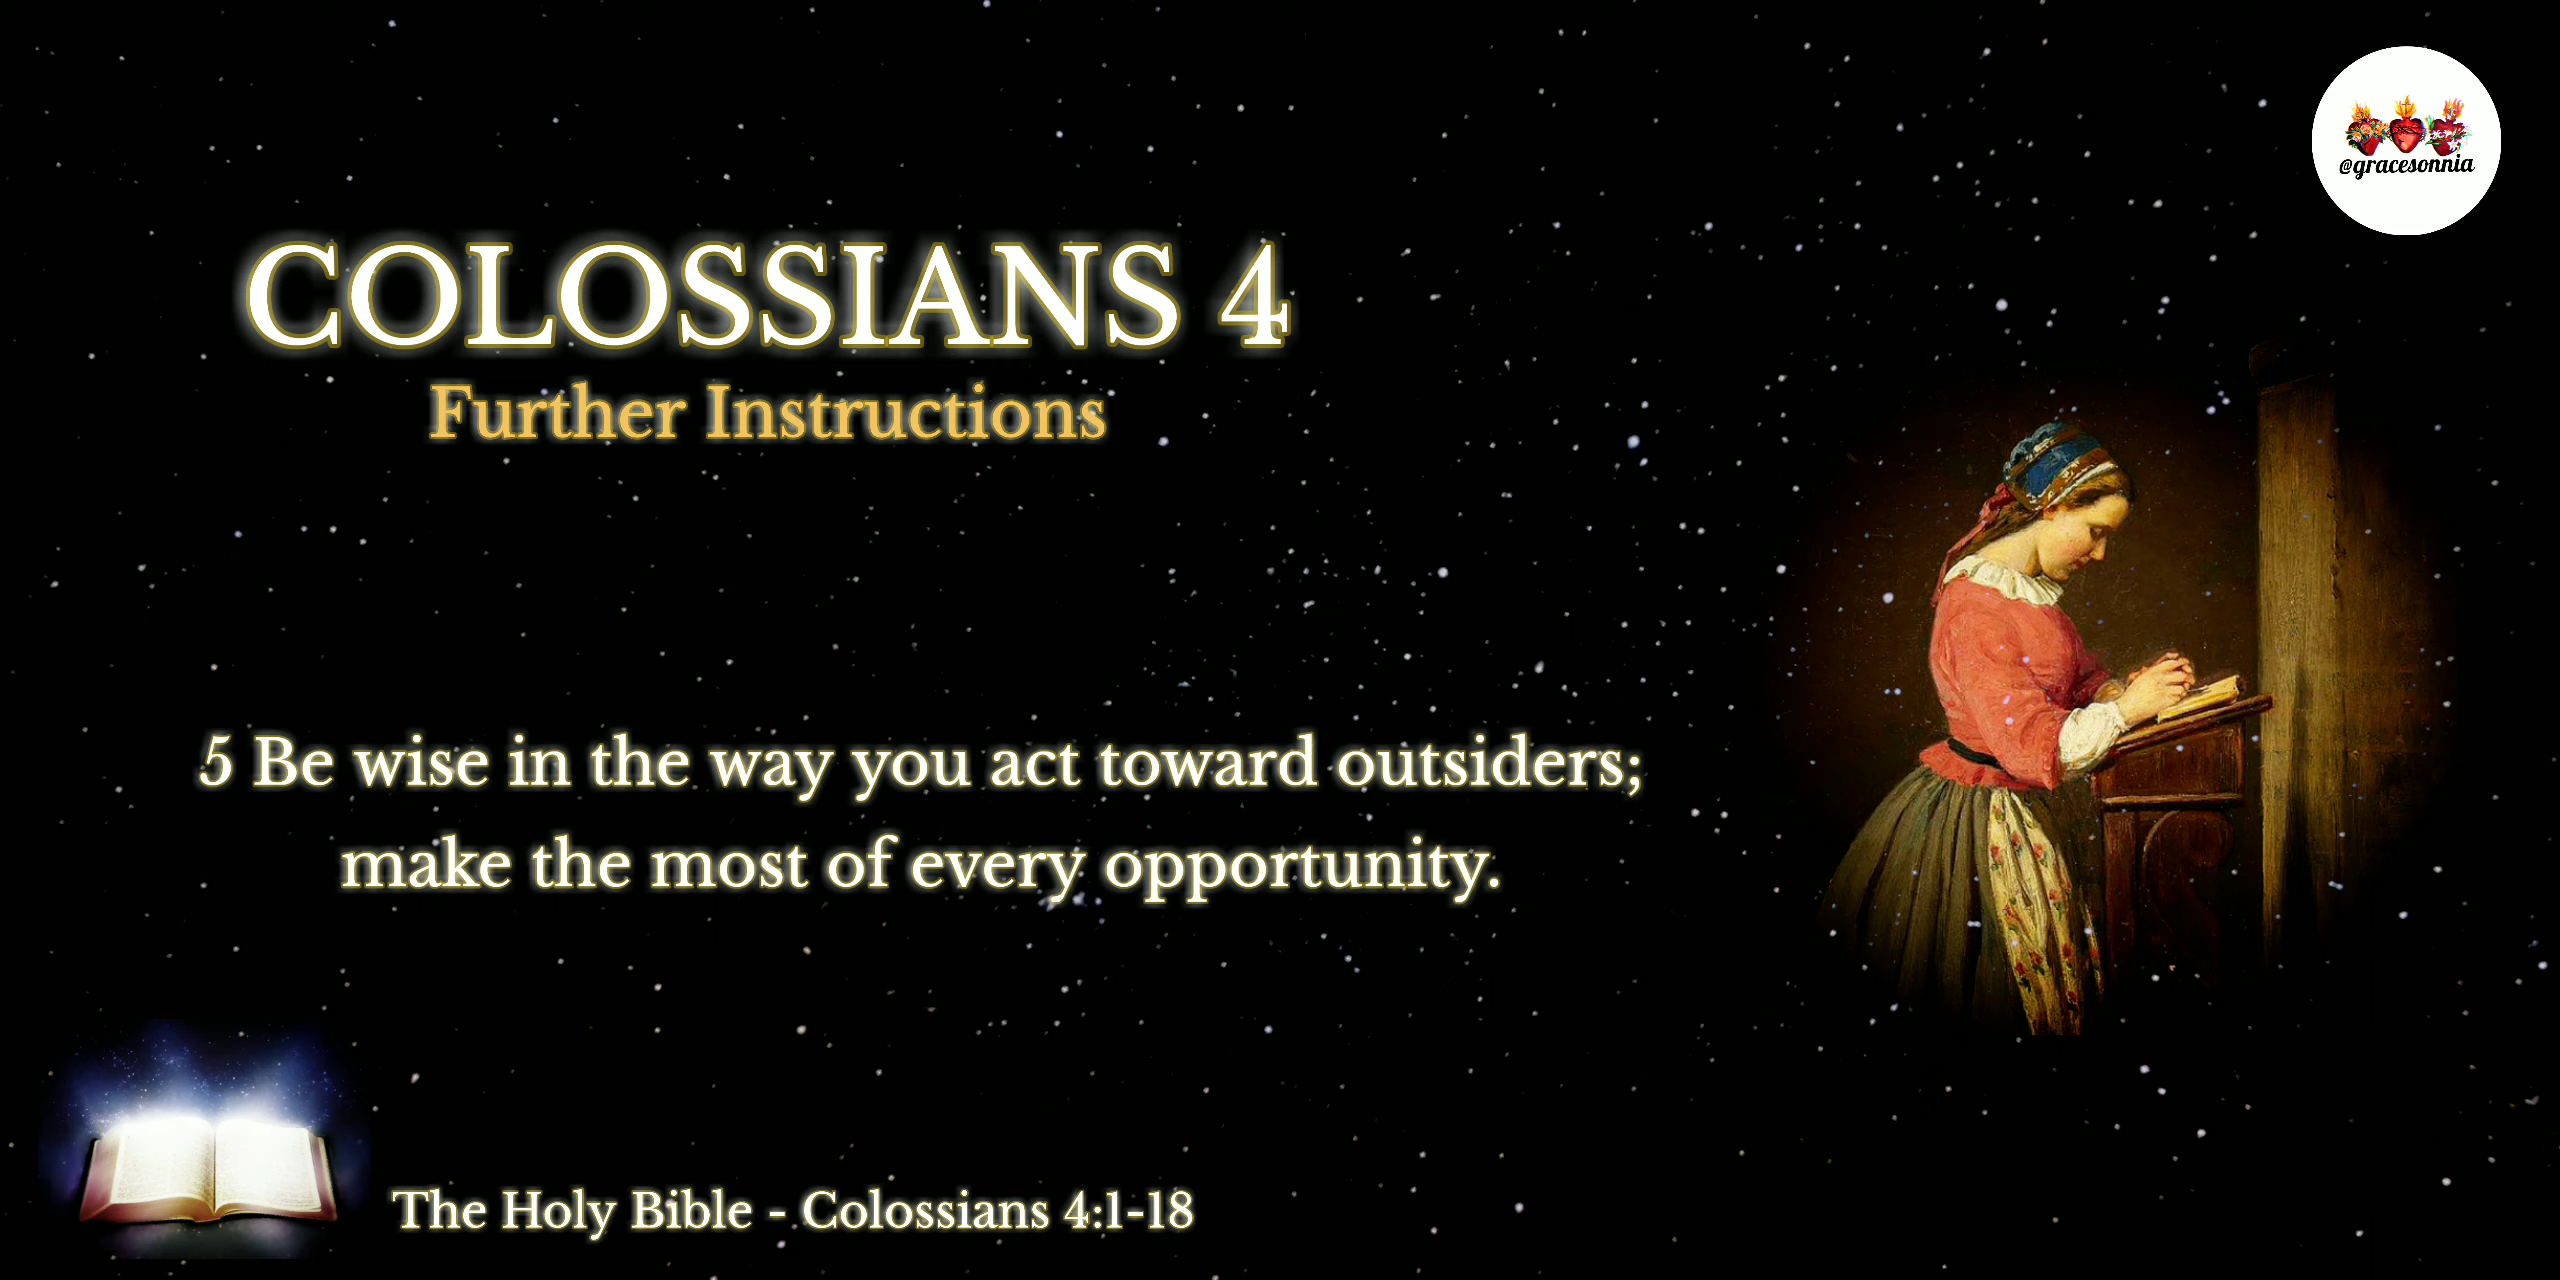 @gracesonnia
COLOSSIANS 4
Further Instructions
5 Be wise in the way you act toward outsiders;
make the most of every opportunity.
The Holy Bible - Colossians 4:1-18